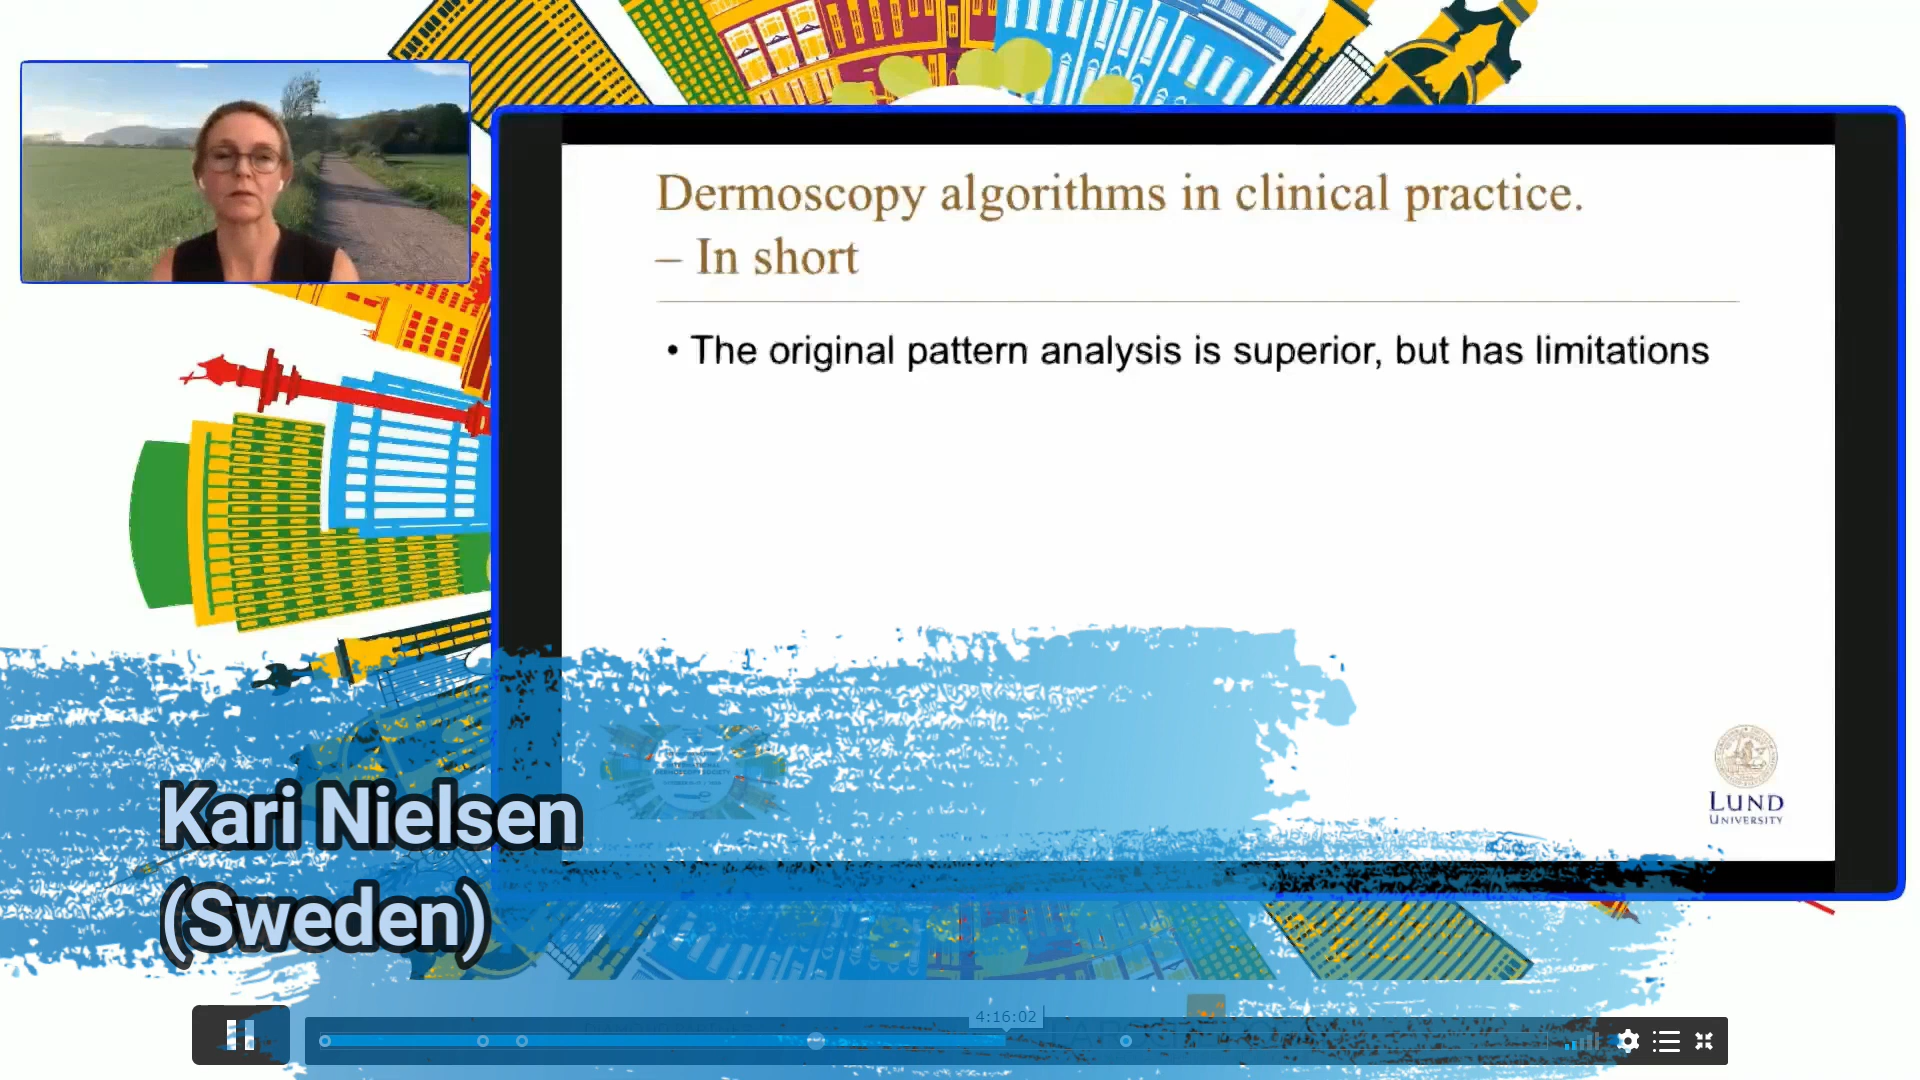 Dermoscopy algorithms in clinical practice.
– In short
• The original pattern analysis is superior, but has limitations
LUND
UNIVERSITY
Kari Nielsen
(Sweden)
4:16:02